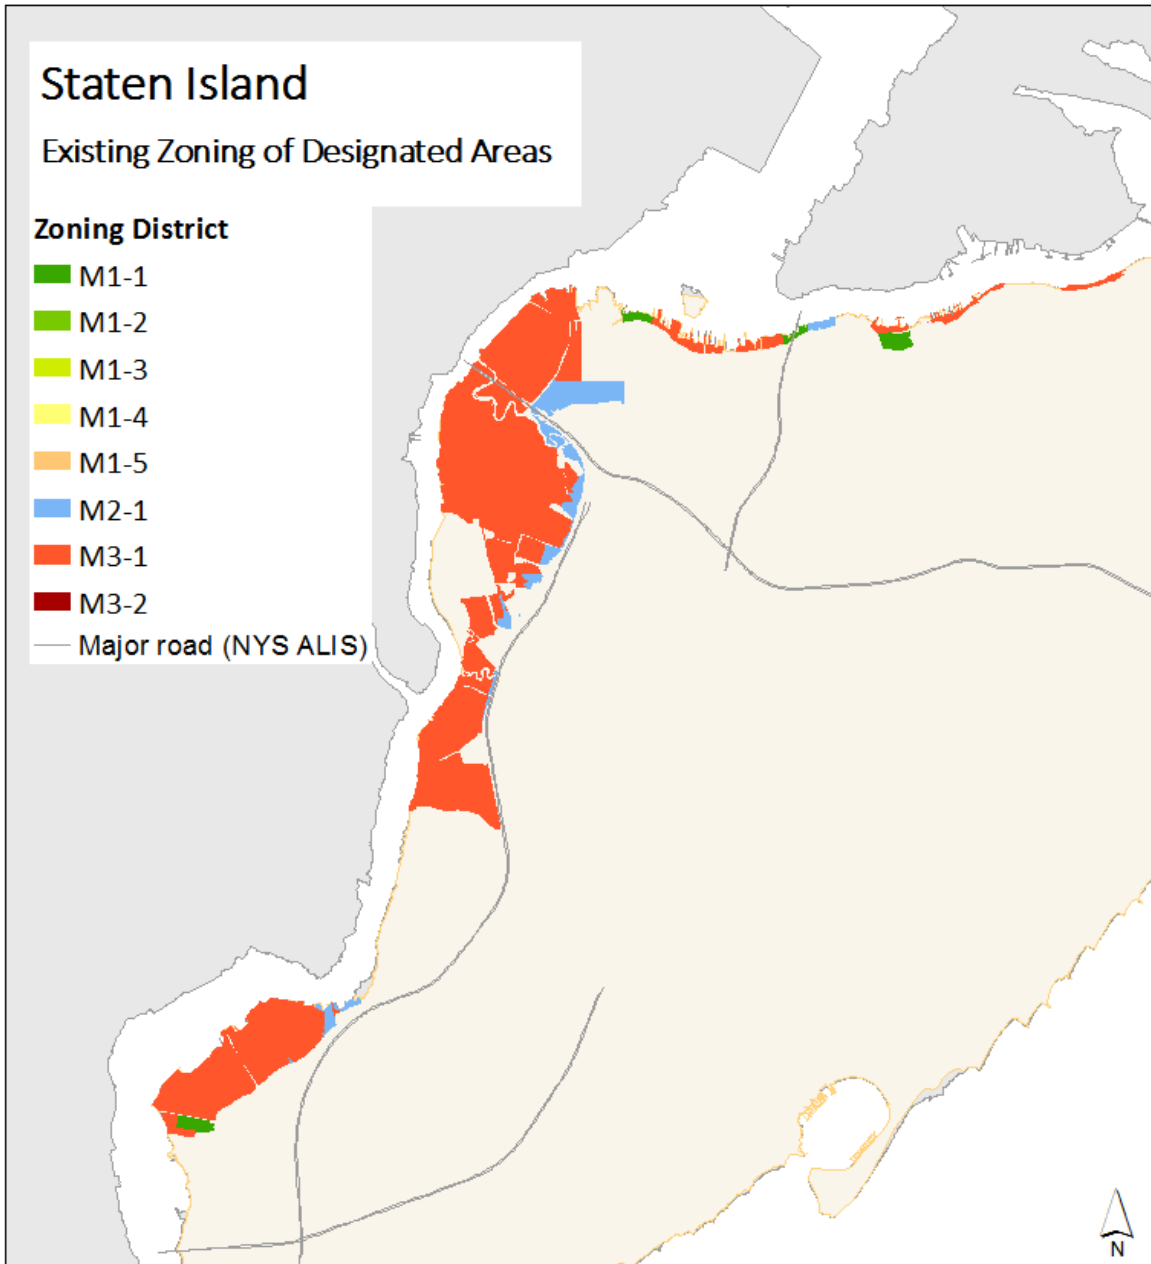 Staten Island
Existing Zoning of Designated Areas
Zoning District
M1-1
M1-2
M1-3
M1-4
M1-5
M2-1
M3-1
M3-2
Major road (NYS ALIS)
N